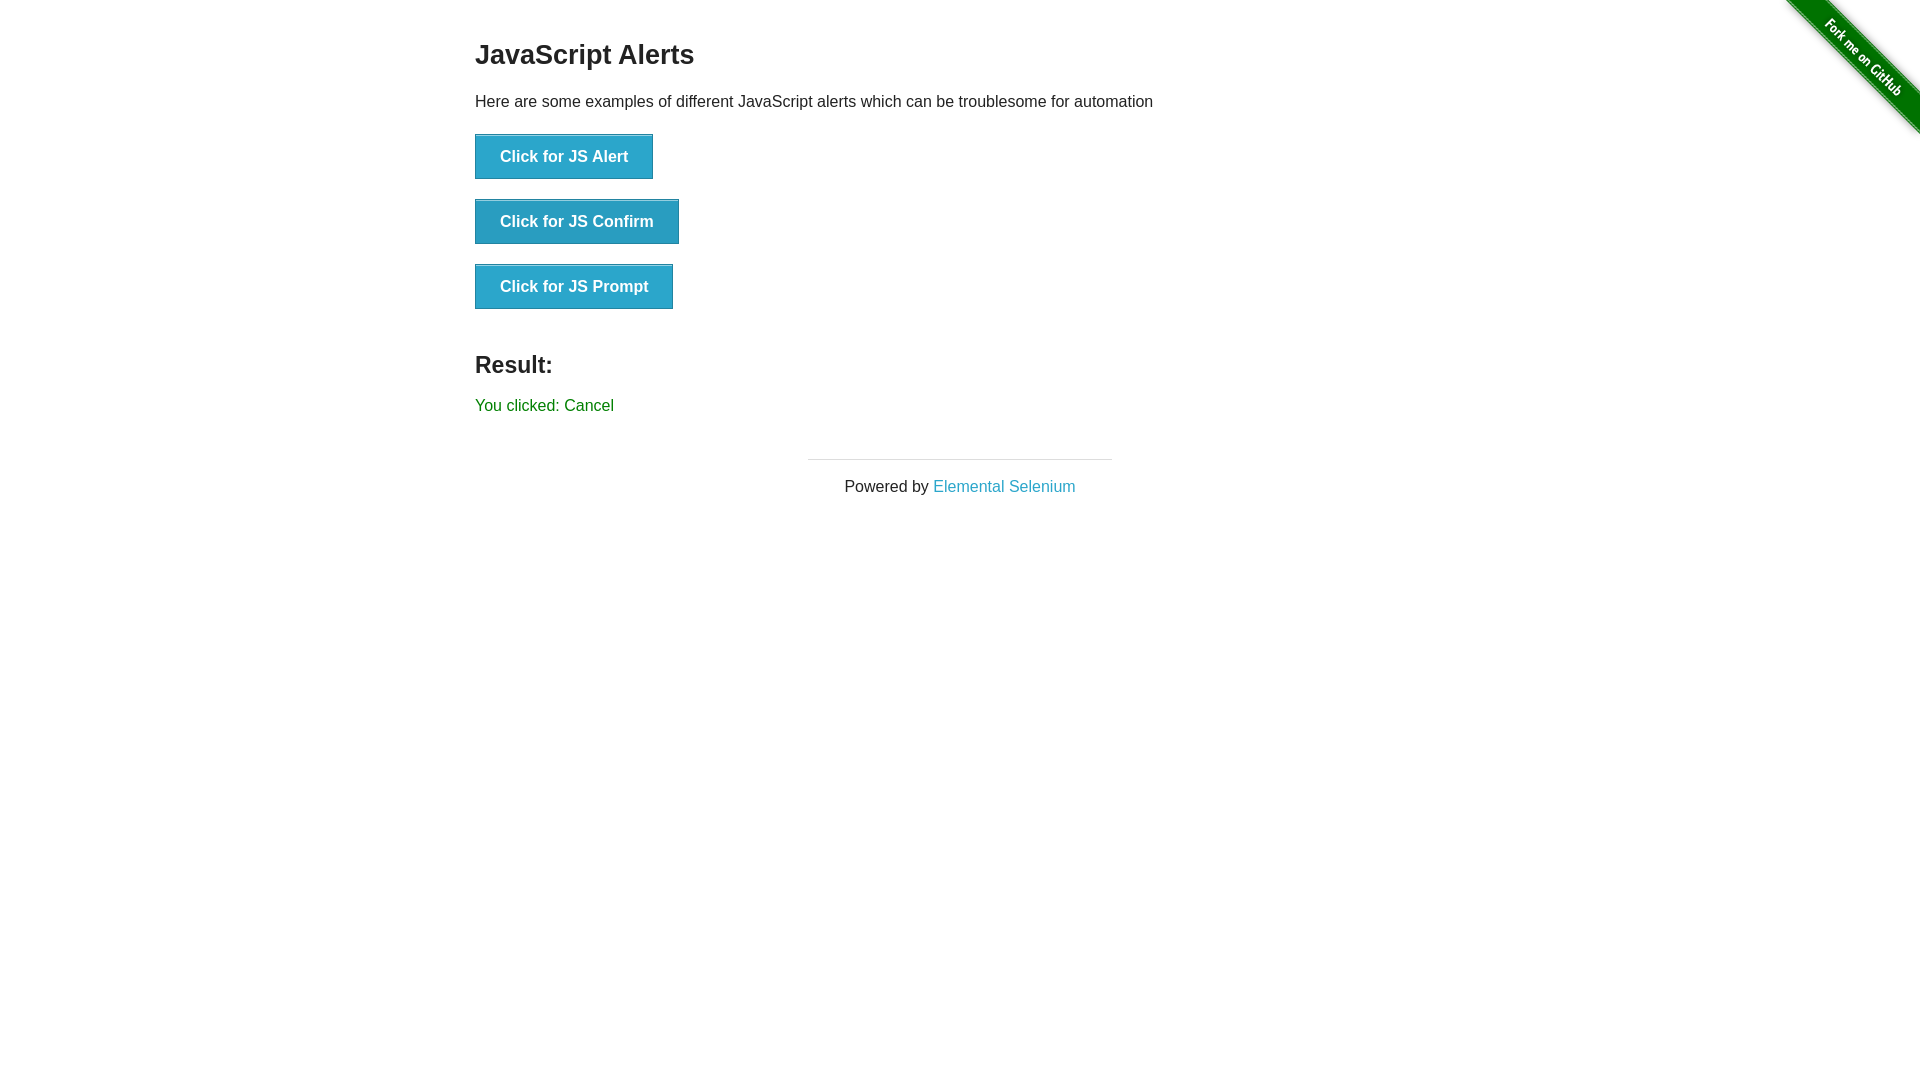 Fork me on GitHub
JavaScript Alerts
Here are some examples of different JavaScript alerts which can be troublesome for automation
Click for JS Alert
Click for JS Confirm
Click for JS Prompt
Result:
You clicked: Cancel
Powered by Elemental Selenium